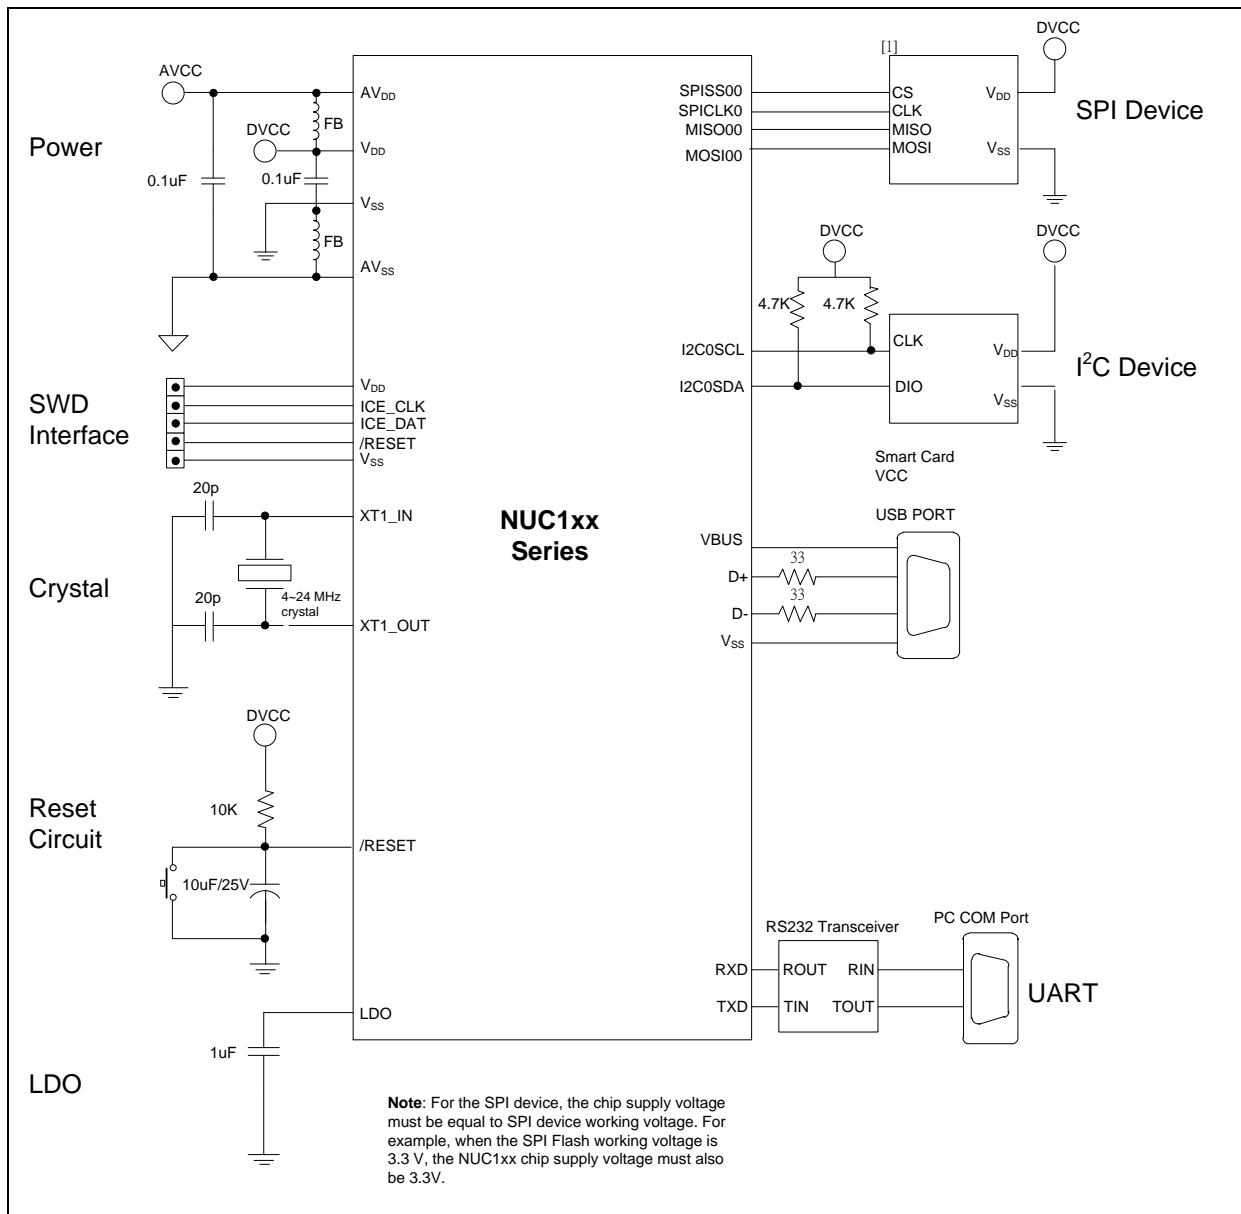 [1]
DVCC
AVCC
AVDD
SPISS00
CS
VDD
SPI Device
SPICLK0
CLK
FB
DVCC
MISO00
MISO
Power
VDD
MOSI00
MOSI
VSS
0.1uF
0.1uF
VSS
FB
DVCC
DVCC
AVSS
4.7K
4.7K
CLK
I2C0SCL
VDD
I2C Device
VDD
I2C0SDA
DIO
VSS
SWD
Interface
ICE_CLK
ICE_DAT
/RESET
VSS
Smart Card
VCC
20p
XT1_IN
NUC1xx
Series
USB PORT
VBUS
33
D+
Crystal
20p
4~24 MHz
crystal
33
D-
XT1_OUT
VSS
DVCC
Reset
Circuit
10K
/RESET
10uF/25V
RS232 Transceiver
PC COM Port
RXD
ROUT
RIN
TXD
TIN
TOUT
UART
LDO
1uF
LDO
Note: For the SPI device, the chip supply voltage
must be equal to SPI device working voltage. For
example, when the SPI Flash working voltage is
3.3 V, the NUC1xx chip supply voltage must also
be 3.3V.